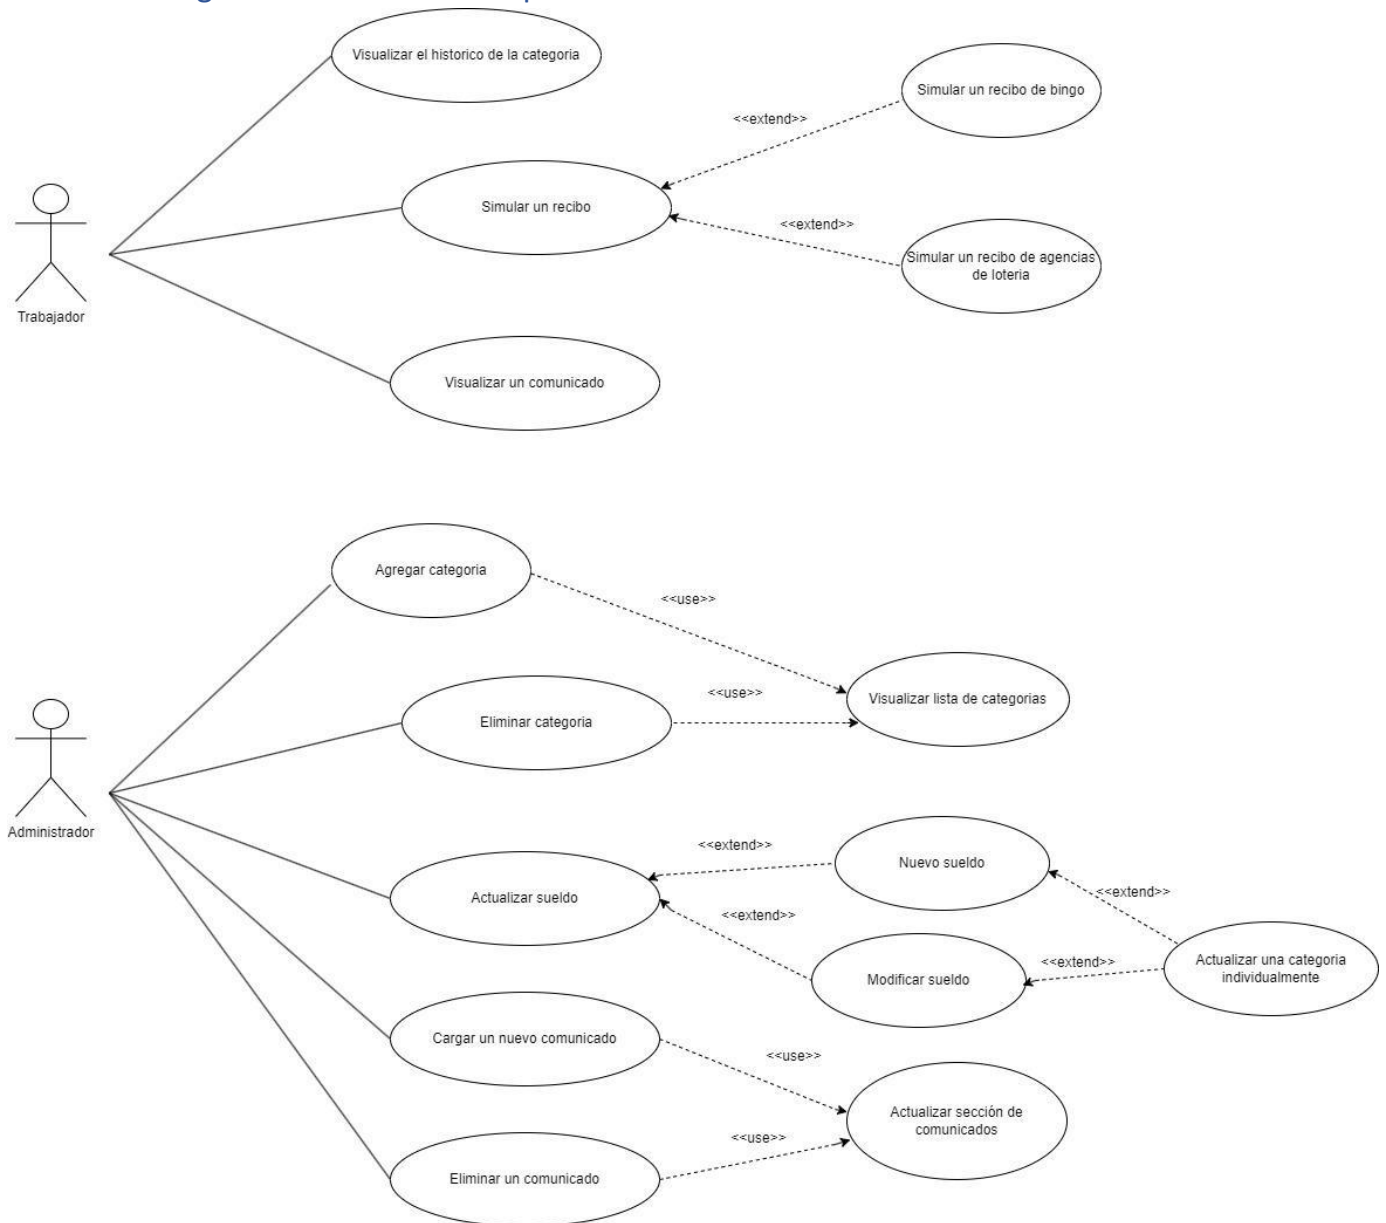 Visualizar el historico de la categoria
Simular un recibo de bingo
<<extend>>
Simular un recibo
<<extend>>
Simular un recibo de agencias
de loteria
Trabajador
Visualizar un comunicado
Agregar categoria
<<use>>
Visualizar lista de categorias
<<use>>
Eliminar categoria
Administrador
<<extend>>
Nuevo sueldo
<<extend>>
Actualizar sueldo
<<extend>>
Modificar sueldo
<<extend>>
Actualizar una categoria
individualmente
Cargar un nuevo comunicado
<<use>>
Actualizar sección de
comunicados
<<use>>
Eliminar un comunicado